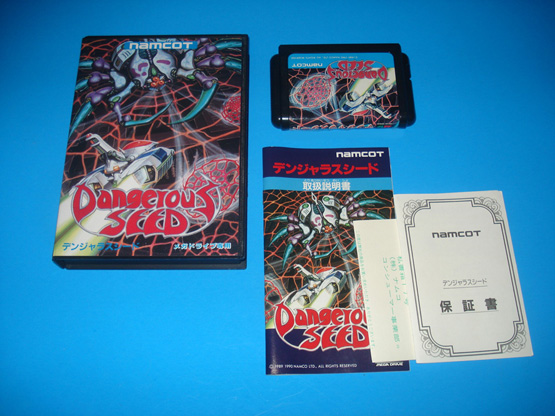 namcot
Dangerous
SEED
デンジャラスシード
メガドライブ専用
Dangerous
SEED
namcot
namcot
デンジャラスシード
取扱説明書
Dangerous
SEED
© 1989 1990 NAMCO LTD., ALL RIGHTS RESERVED
MEGA DRIVE
namcot
デンジャラスシード
保証書